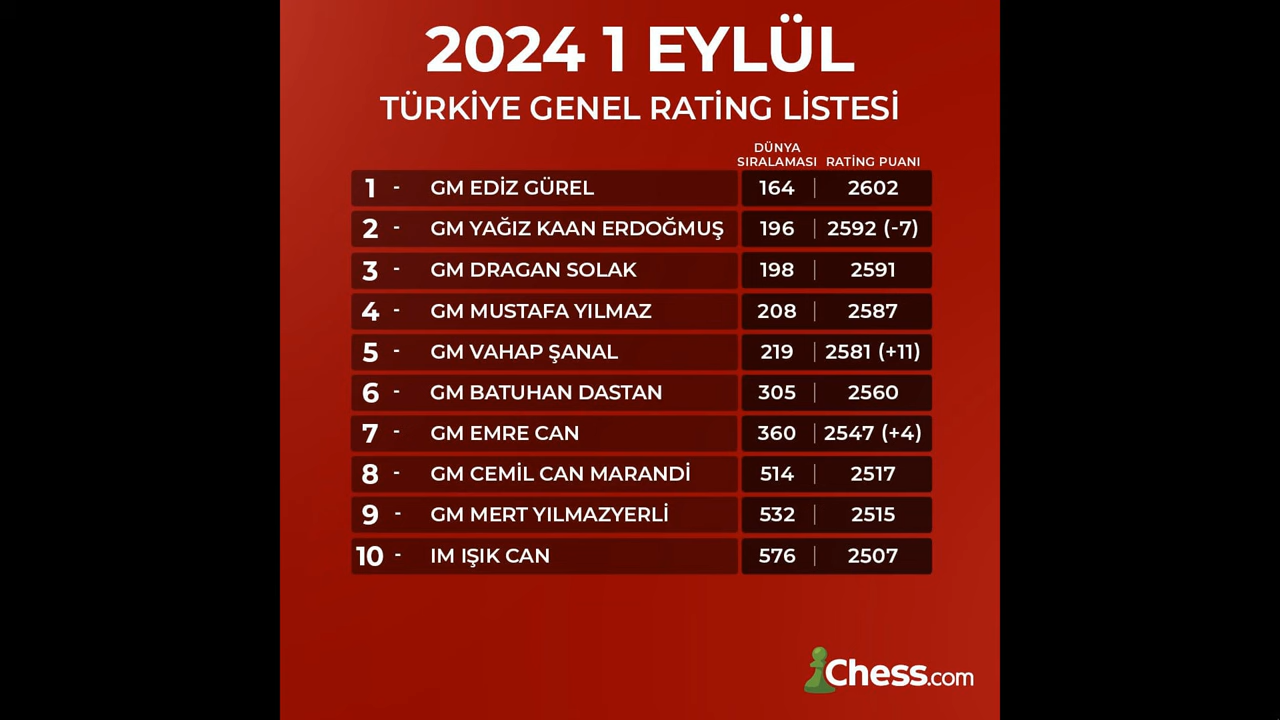 2024 1 EYLÜL
TÜRKİYE GENEL RATİNG LİSTESİ
DÜNYA
SIRALAMASI RATİNG PUANI
1 - GM EDİZ GÜREL 164 | 2602
2 - GM YAĞIZ KAAN ERDOĞMUŞ 196 | 2592 (-7)
3 - GM DRAGAN SOLAK 198 | 2591
4 - GM MUSTAFA YILMAZ 208 | 2587
5 - GM VAHAP ŞANAL 219 | 2581 (+11)
6 - GM BATUHAN DASTAN 305 | 2560
7 - GM EMRE CAN 360 | 2547 (+4)
8 - GM CEMİL CAN MARANDİ 514 | 2517
9 - GM MERT YILMAZYERLİ 532 | 2515
10 - IM IŞIK CAN 576 | 2507
Chess.com